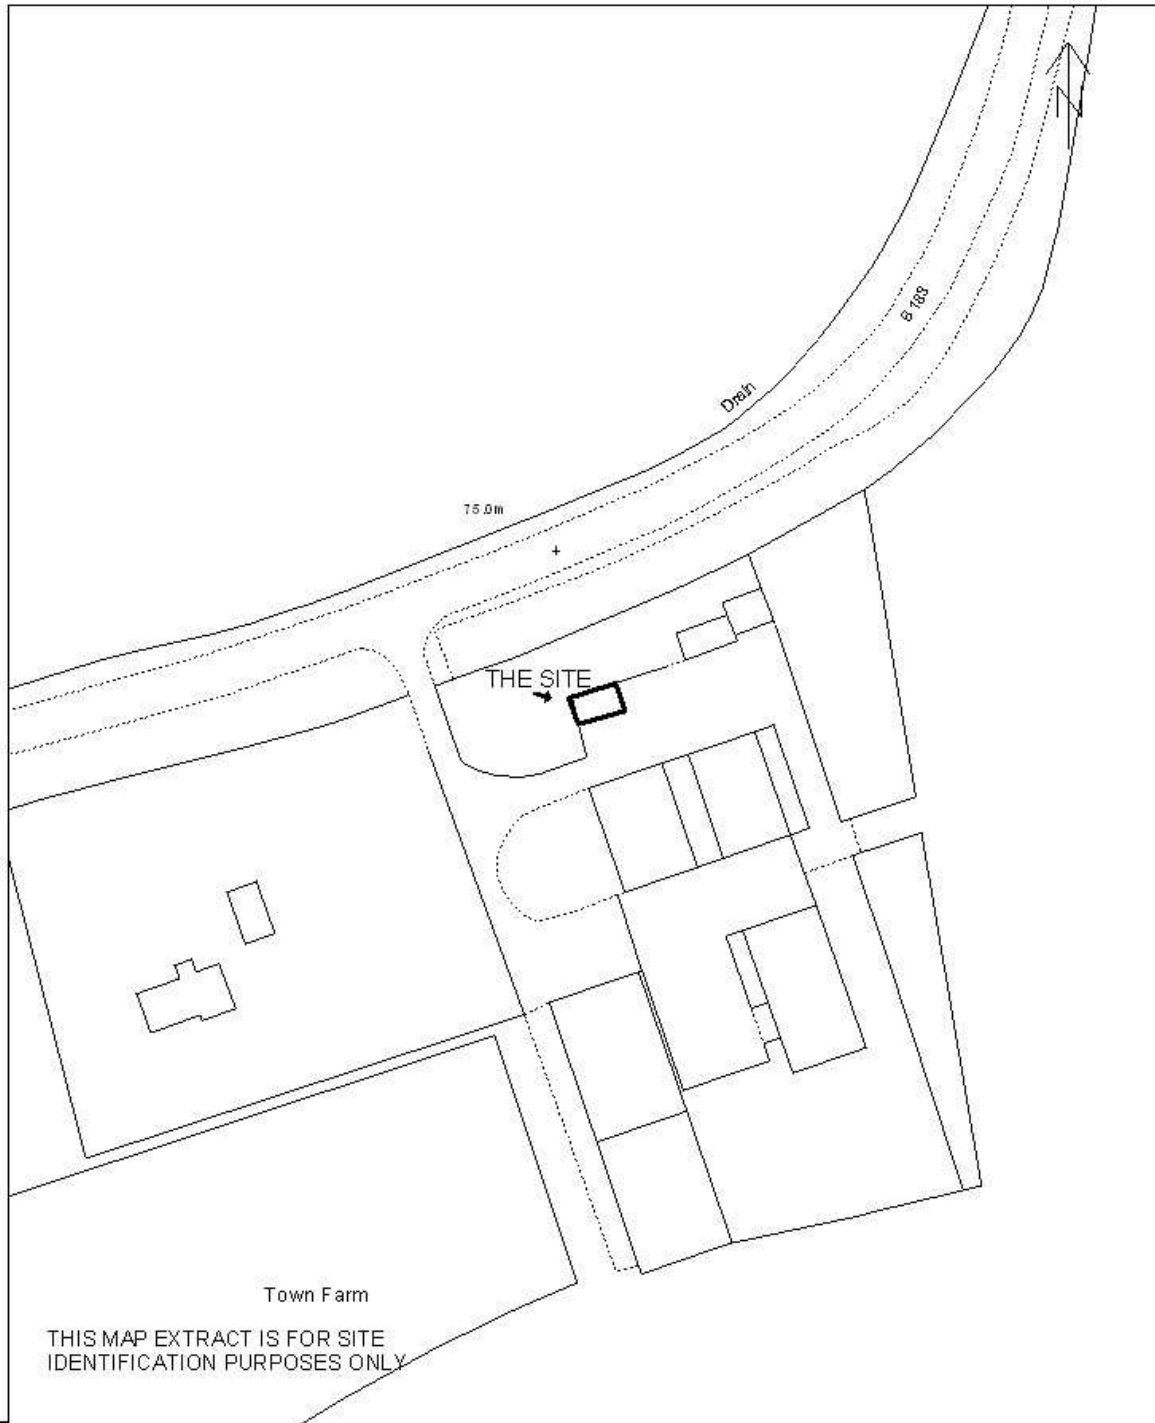 B 183
Drain
75.0m
THE SITE
Town Farm
THIS MAP EXTRACT IS FOR SITE
IDENTIFICATION PURPOSES ONLY